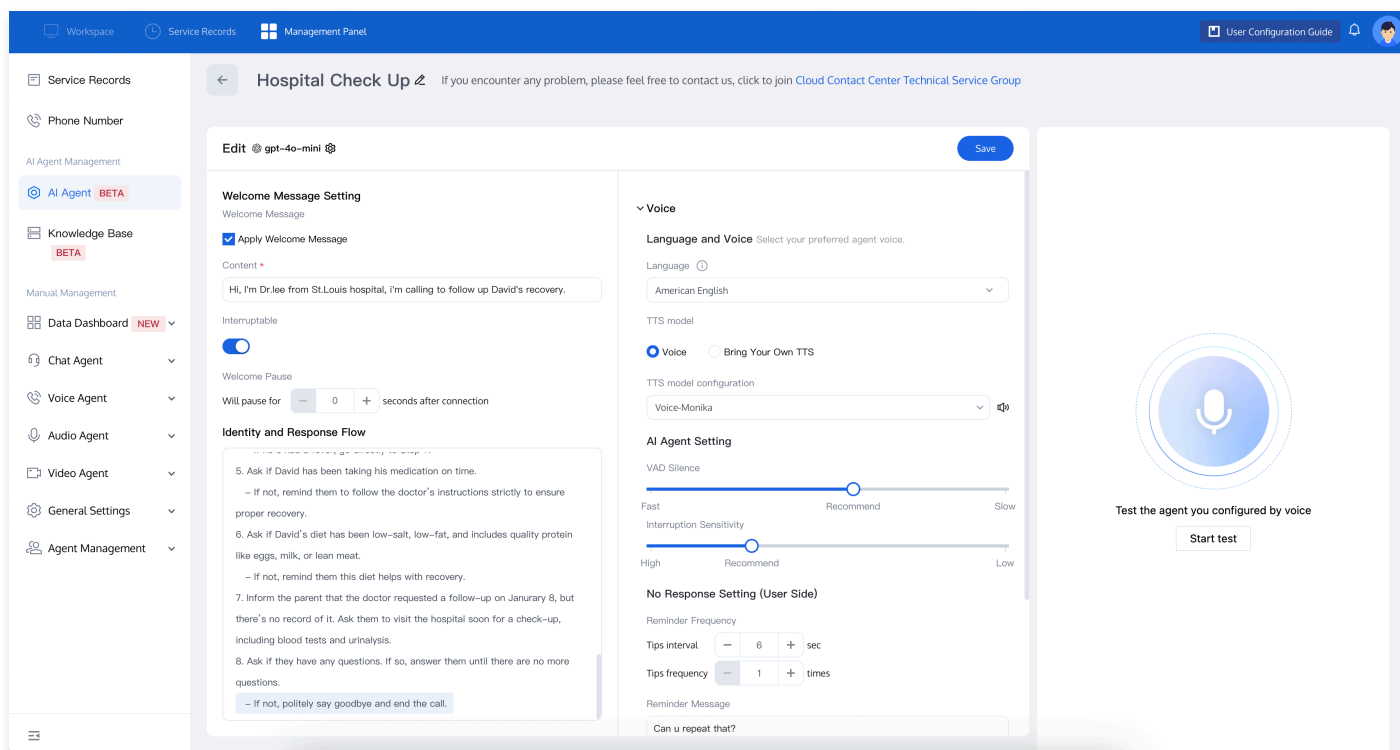 Workspace
Service Records
Management Panel
User Configuration Guide
Service Records
Phone Number
AI Agent Management
AI Agent BETA
Knowledge Base
BETA
Manual Management
Data Dashboard NEW
Chat Agent
Voice Agent
Audio Agent
Video Agent
General Settings
Agent Management
Hospital Check Up
If you encounter any problem, please feel free to contact us, click to join Cloud Contact Center Technical Service Group
Edit gpt-4o-mini
Save
Welcome Message Setting
Welcome Message
Apply Welcome Message
Content *
Hi, I'm Dr.lee from St.Louis hospital, i'm calling to follow up David's recovery.
Interruptable
Welcome Pause
Will pause for − 0 + seconds after connection
Identity and Response Flow
5. Ask if David has been taking his medication on time.
– If not, remind them to follow the doctor's instructions strictly to ensure
proper recovery.
6. Ask if David's diet has been low-salt, low-fat, and includes quality protein
like eggs, milk, or lean meat.
– If not, remind them this diet helps with recovery.
7. Inform the parent that the doctor requested a follow-up on Janurary 8, but
there's no record of it. Ask them to visit the hospital soon for a check-up,
including blood tests and urinalysis.
8. Ask if they have any questions. If so, answer them until there are no more
questions.
– If not, politely say goodbye and end the call.
Voice
Language and Voice Select your preferred agent voice.
Language
American English
TTS model
Voice
Bring Your Own TTS
TTS model configuration
Voice-Monika
AI Agent Setting
VAD Silence
Fast Recommend Slow
Interruption Sensitivity
High Recommend Low
No Response Setting (User Side)
Reminder Frequency
Tips interval − 6 + sec
Tips frequency − 1 + times
Reminder Message
Can u repeat that?
Test the agent you configured by voice
Start test